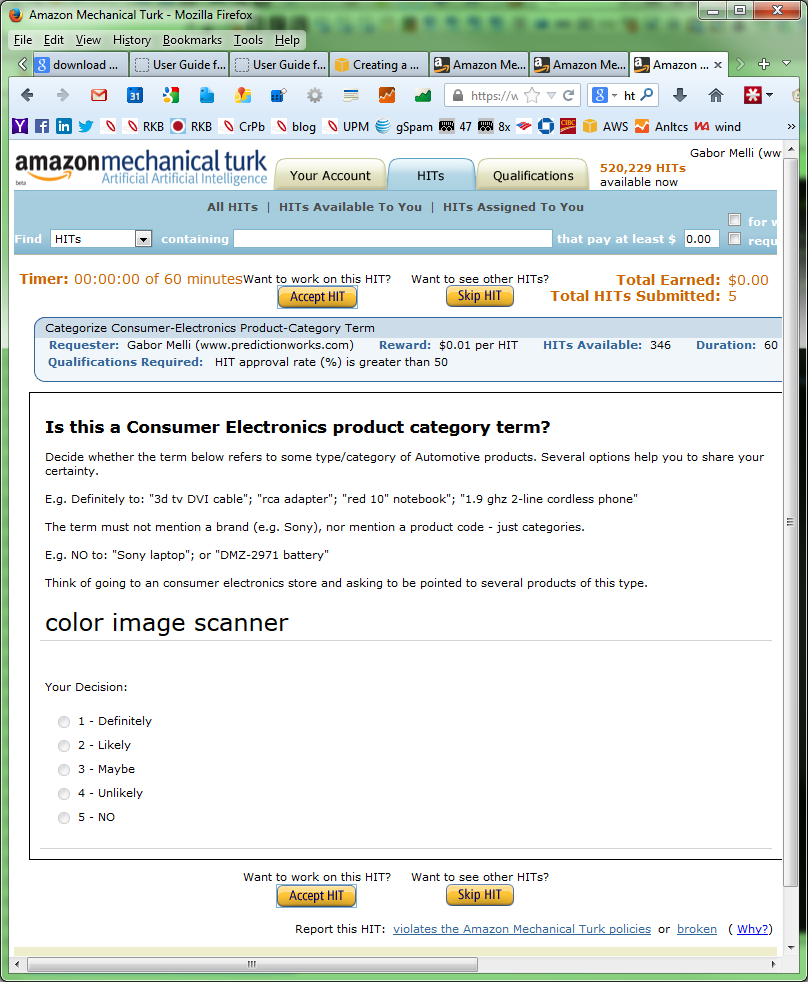 Amazon Mechanical Turk - Mozilla Firefox
File Edit View History Bookmarks Tools Help
download ... User Guide f... User Guide f... Creating a ... Amazon Me... Amazon Me... Amazon ...
https://w ht
RKB RKB CrPb blog UPM gSpam 47 8x CBC AWS Anltcs wind »
amazonmechanical turk
Artificial Artificial Intelligence
beta
Your Account HITs Qualifications
Gabor Melli (ww
520,229 HITs
available now
All HITs | HITs Available To You | HITs Assigned To You
Find HITs containing that pay at least $ 0.00
for w
requ
Timer: 00:00:00 of 60 minutes
Want to work on this HIT? Want to see other HITs?
Accept HIT Skip HIT
Total Earned: $0.00
Total HITs Submitted: 5
Categorize Consumer-Electronics Product-Category Term
Requester: Gabor Melli (www.predictionworks.com) Reward: $0.01 per HIT HITs Available: 346 Duration: 60
Qualifications Required: HIT approval rate (%) is greater than 50
Is this a Consumer Electronics product category term?
Decide whether the term below refers to some type/category of Automotive products. Several options help you to share your
certainty.
E.g. Definitely to: "3d tv DVI cable"; "rca adapter"; "red 10" notebook"; "1.9 ghz 2-line cordless phone"
The term must not mention a brand (e.g. Sony), nor mention a product code - just categories.
E.g. NO to: "Sony laptop"; or "DMZ-2971 battery"
Think of going to an consumer electronics store and asking to be pointed to several products of this type.
color image scanner
Your Decision:
1 - Definitely
2 - Likely
3 - Maybe
4 - Unlikely
5 - NO
Want to work on this HIT? Want to see other HITs?
Accept HIT Skip HIT
Report this HIT: violates the Amazon Mechanical Turk policies or broken ( Why?)